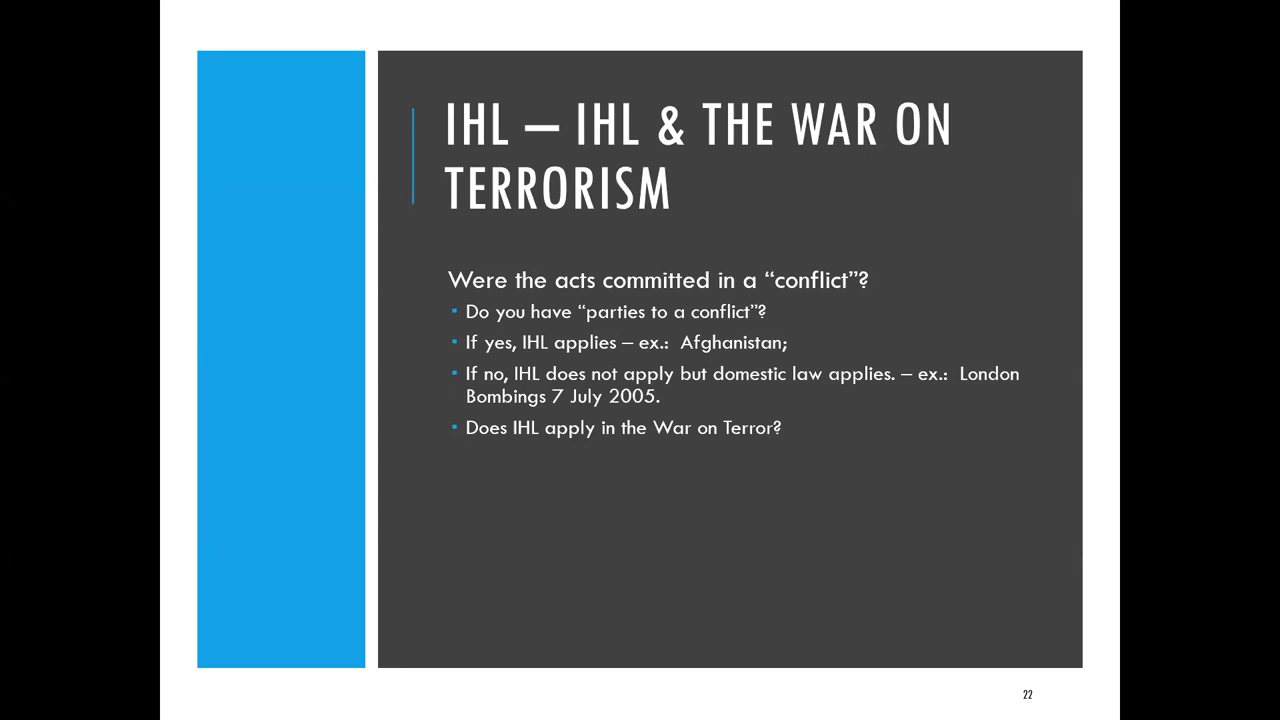 IHL – IHL & THE WAR ON
TERRORISM
Were the acts committed in a “conflict”?
▪ Do you have “parties to a conflict”?
▪ If yes, IHL applies – ex.:  Afghanistan;
▪ If no, IHL does not apply but domestic law applies. – ex.:  London
Bombings 7 July 2005.
▪ Does IHL apply in the War on Terror?
22